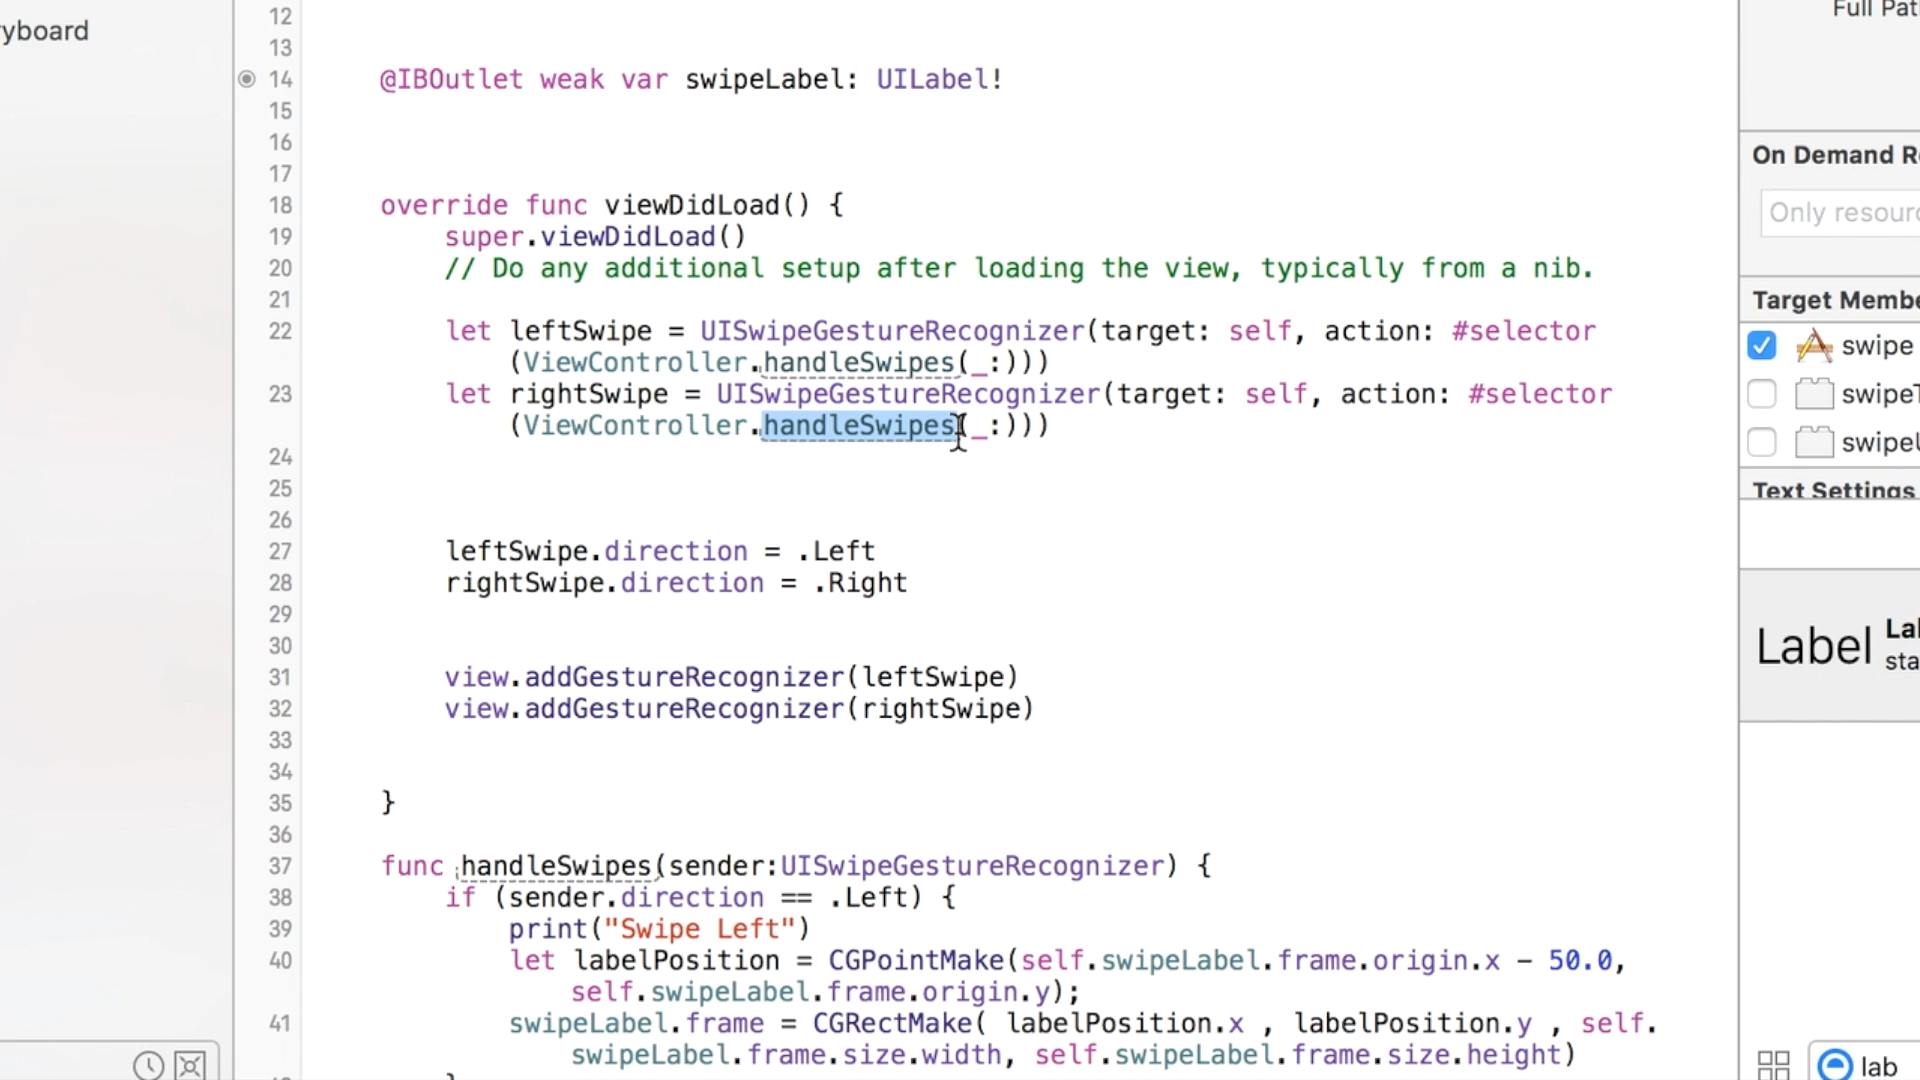 yboard
12
13
14 @IBOutlet weak var swipeLabel: UILabel!
15
16
17
18 override func viewDidLoad() {
19 super.viewDidLoad()
20 // Do any additional setup after loading the view, typically from a nib.
21
22 let leftSwipe = UISwipeGestureRecognizer(target: self, action: #selector
(ViewController.handleSwipes(_:)))
23 let rightSwipe = UISwipeGestureRecognizer(target: self, action: #selector
(ViewController.handleSwipes(_:)))
24
25
26
27 leftSwipe.direction = .Left
28 rightSwipe.direction = .Right
29
30
31 view.addGestureRecognizer(leftSwipe)
32 view.addGestureRecognizer(rightSwipe)
33
34
35 }
36
37 func handleSwipes(sender:UISwipeGestureRecognizer) {
38 if (sender.direction == .Left) {
39 print("Swipe Left")
40 let labelPosition = CGPointMake(self.swipeLabel.frame.origin.x - 50.0,
self.swipeLabel.frame.origin.y);
41 swipeLabel.frame = CGRectMake( labelPosition.x , labelPosition.y , self.
swipeLabel.frame.size.width, self.swipeLabel.frame.size.height)
Full Pat
On Demand R
Only resour
Target Membe
swipe
swipeT
swipeU
Text Settings
Label
Lal
sta
lab